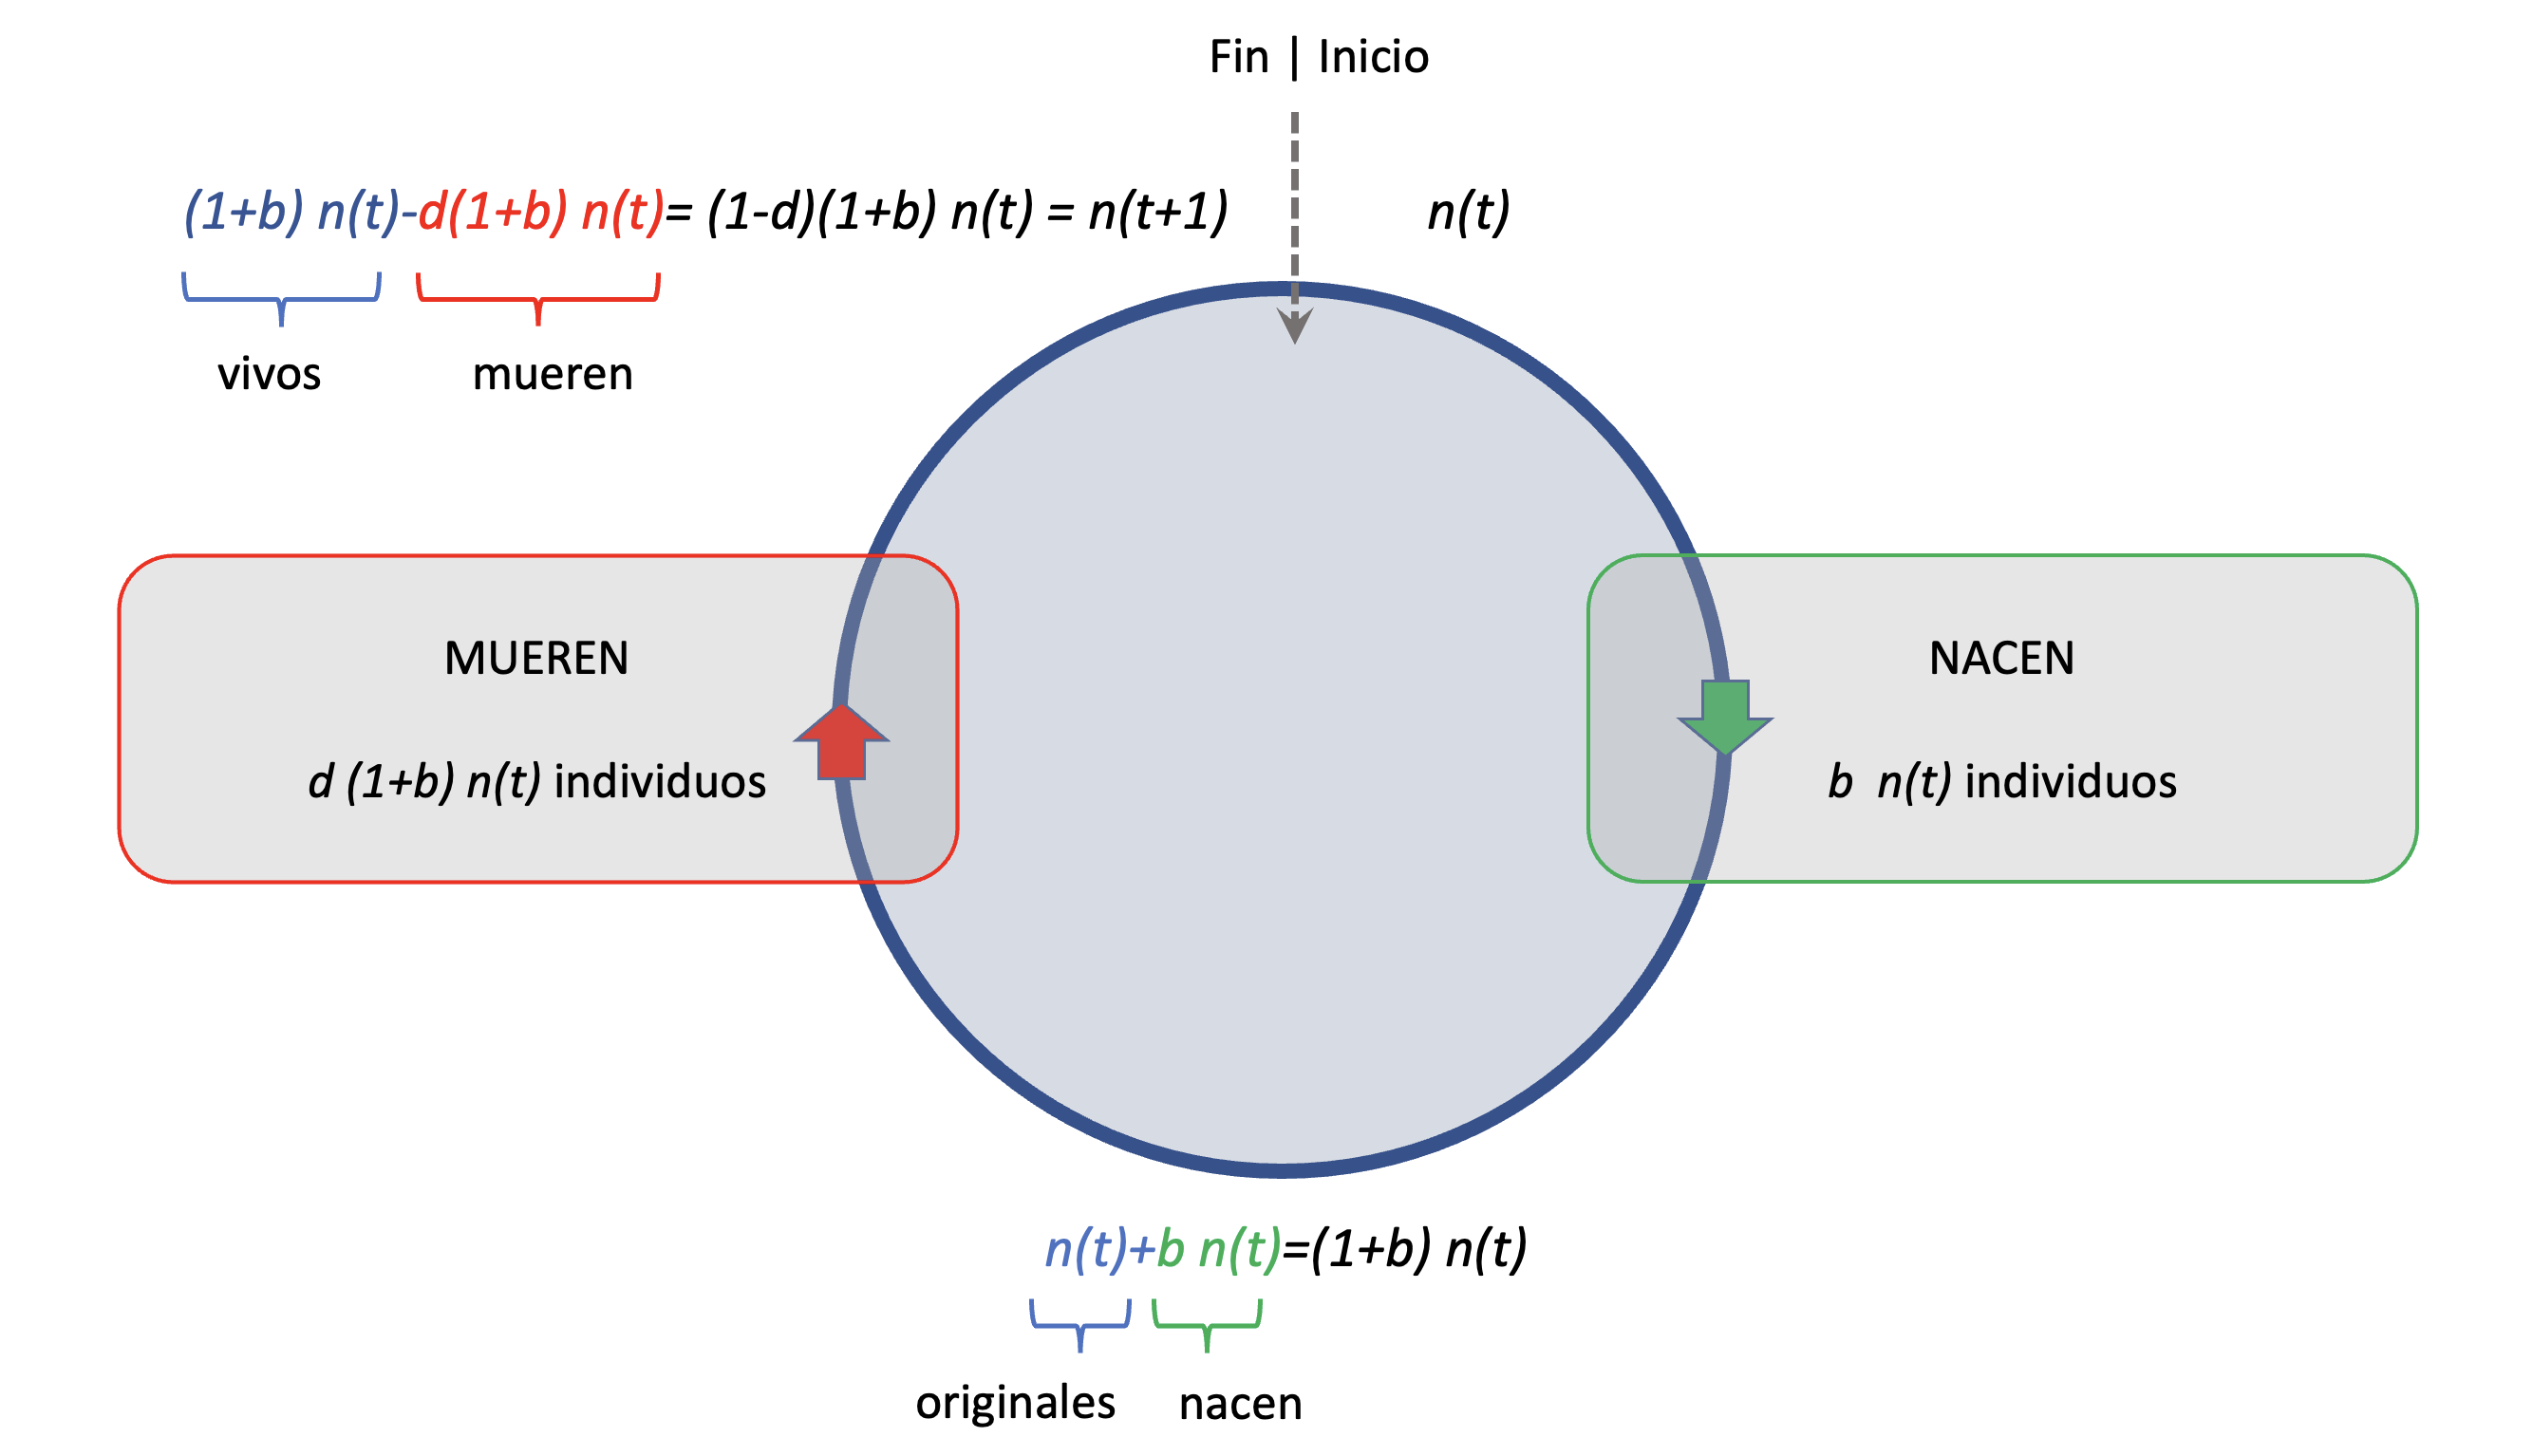 Fin | Inicio
(1+b) n(t)-d(1+b) n(t)= (1-d)(1+b) n(t) = n(t+1)
n(t)
vivos
mueren
MUEREN
d (1+b) n(t) individuos
NACEN
b n(t) individuos
n(t)+b n(t)=(1+b) n(t)
originales
nacen